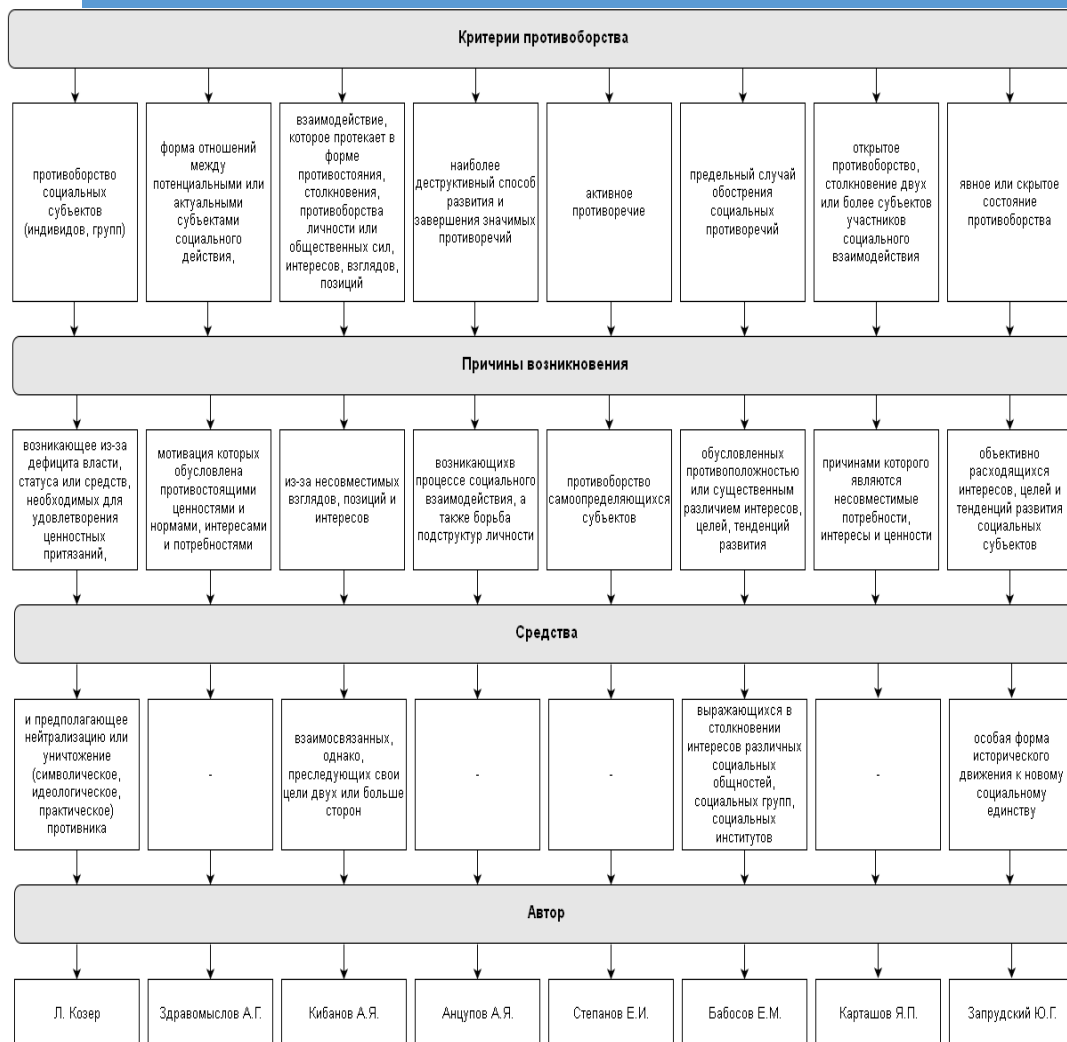 Критерии противоборства
противоборство
социальных
субъектов
(индивидов, групп)
форма отношений
между
потенциальными или
актуальными
субъектами
социального
действия,
взаимодействие,
которое протекает в
форме
противостояния,
столкновения,
противоборства
личности или
общественных сил,
интересов, взглядов,
позиций
наиболее
деструктивный способ
развития и
завершения значимых
противоречий
активное
противоречие
предельный случай
обострения
социальных
противоречий
открытое
противоборство,
столкновение двух
или более субъектов
участников
социального
взаимодействия
явное или скрытое
состояние
противоборства
Причины возникновения
возникающее из-за
дефицита власти,
статуса или средств,
необходимых для
удовлетворения
ценностных
притязаний,
мотивация которых
обусловлена
противостоящими
ценностями и
нормами, интересами
и потребностями
из-за несовместимых
взглядов, позиций и
интересов
возникающихв
процессе социального
взаимодействия, а
также борьба
подструктур личности
противоборство
самоопределяющихся
субъектов
обусловленных
противоположностью
или существенным
различием интересов,
целей, тенденций
развития
причинами которого
являются
несовместимые
потребности,
интересы и ценности
объективно
расходящихся
интересов, целей и
тенденций развития
социальных
субъектов
Средства
и предполагающее
нейтрализацию или
уничтожение
(символическое,
идеологическое,
практическое)
противника
-
взаимосвязанных,
однако,
преследующих свои
цели двух или больше
сторон
-
-
выражающихся в
столкновении
интересов различных
социальных
общностей,
социальных групп,
социальных
институтов
-
особая форма
исторического
движения к новому
социальному
единству
Автор
Л. Козер
Здравомыслов А.Г.
Кибанов А.Я.
Анцупов А.Я.
Степанов Е.И.
Бабосов Е.М.
Карташов Я.П.
Запрудский Ю.Г.